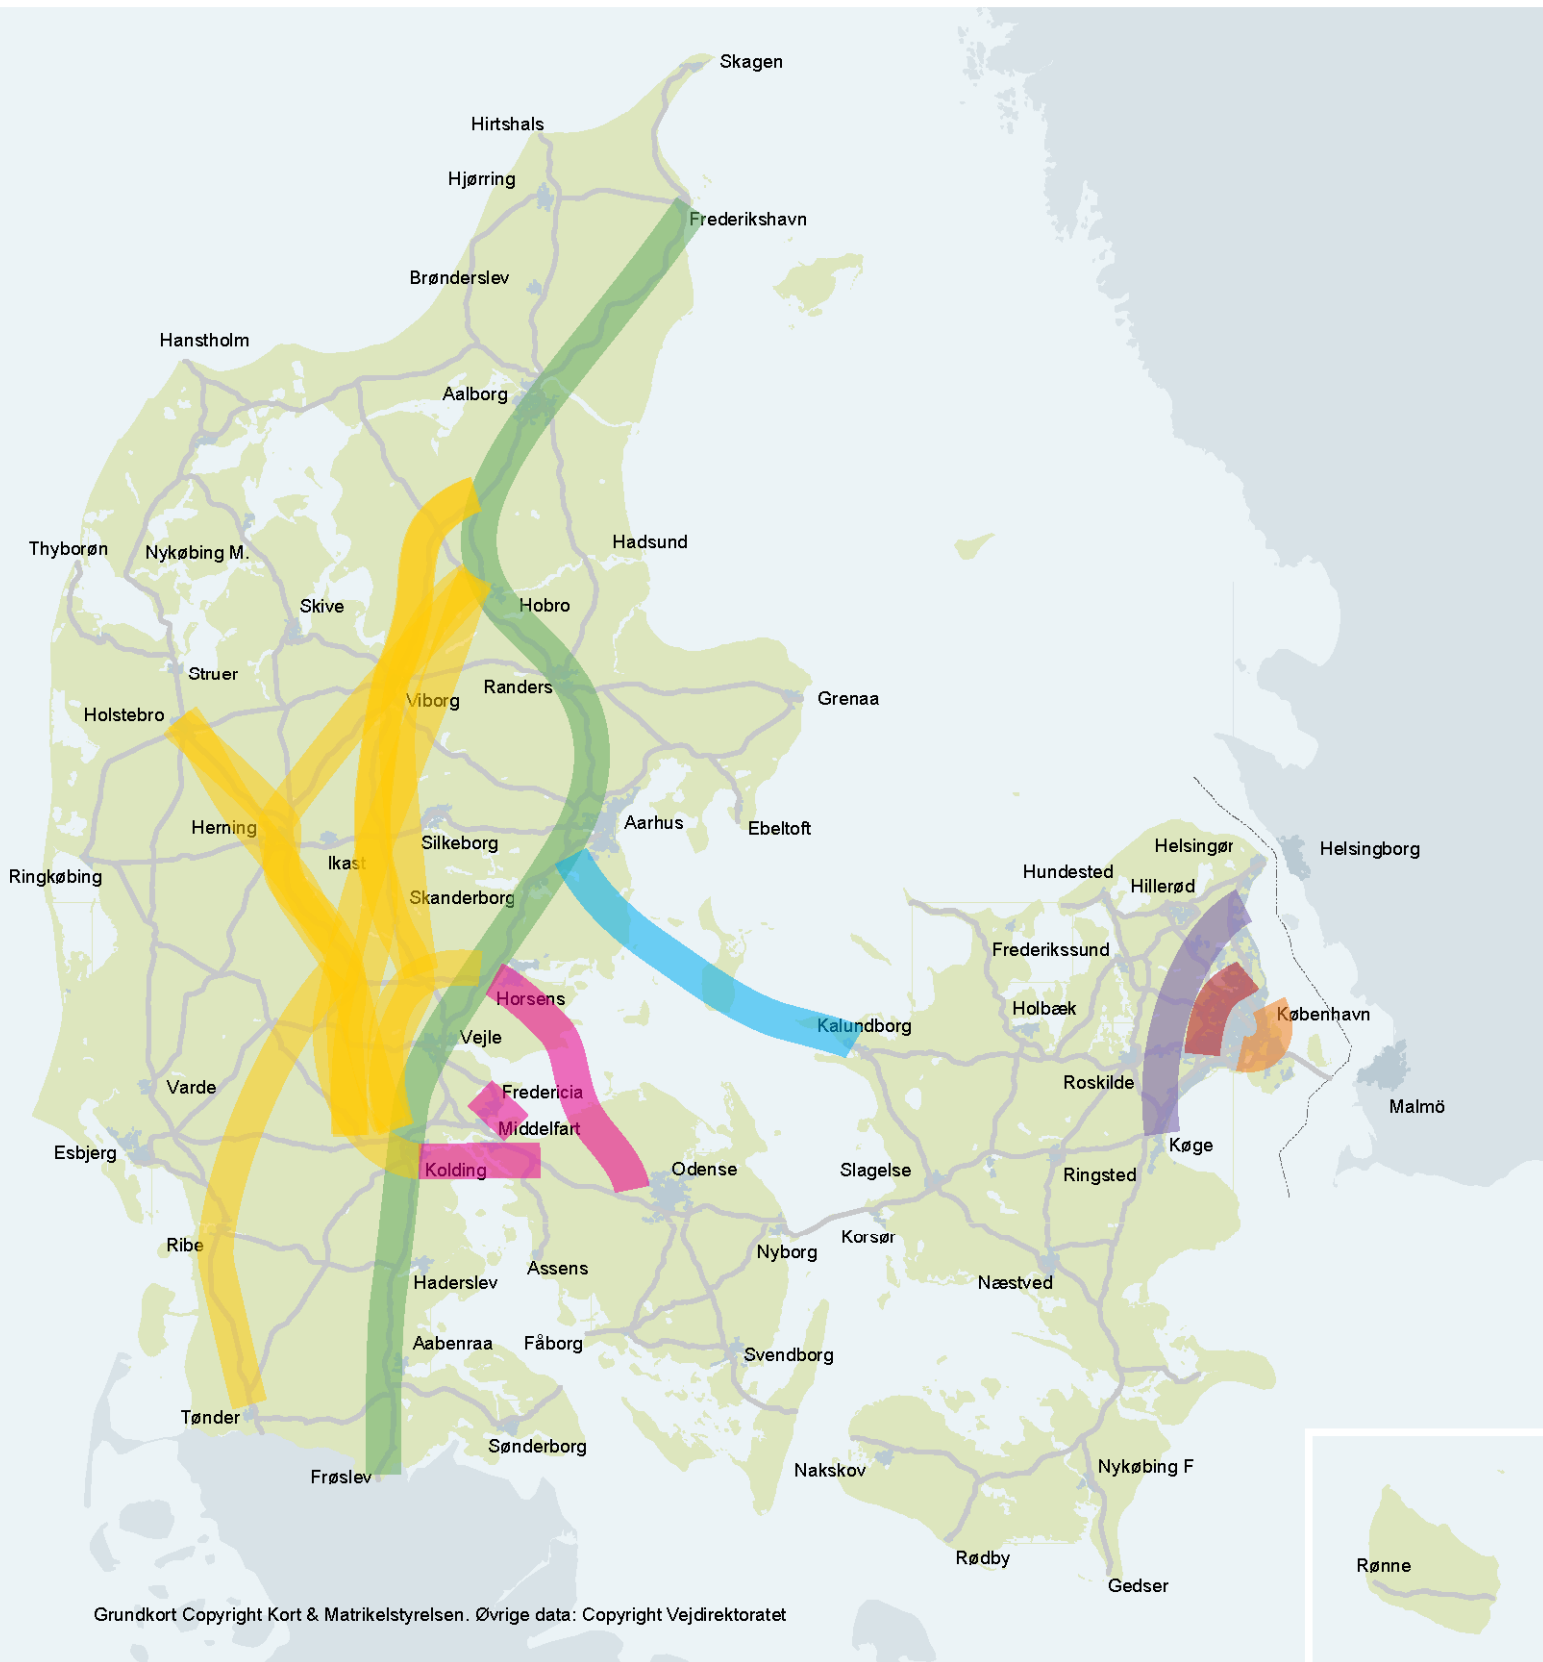 Skagen
Hirtshals
Hjørring
Frederikshavn
Brønderslev
Hanstholm
Aalborg
Thyborøn
Nykøbing M.
Hadsund
Skive
Hobro
Struer
Randers
Viborg
Grenaa
Holstebro
Herning
Aarhus
Ebeltoft
Silkeborg
Ikast
Helsingør
Helsingborg
Ringkøbing
Hundested
Hillerød
Skanderborg
Frederikssund
Horsens
Holbæk
København
Kalundborg
Vejle
Varde
Fredericia
Roskilde
Malmö
Middelfart
Esbjerg
Kolding
Odense
Slagelse
Køge
Ringsted
Ribe
Korsør
Nyborg
Assens
Haderslev
Næstved
Aabenraa
Fåborg
Svendborg
Tønder
Sønderborg
Frøslev
Nakskov
Nykøbing F
Rødby
Gedser
Rønne
Grundkort Copyright Kort & Matrikelstyrelsen. Øvrige data: Copyright Vejdirektoratet